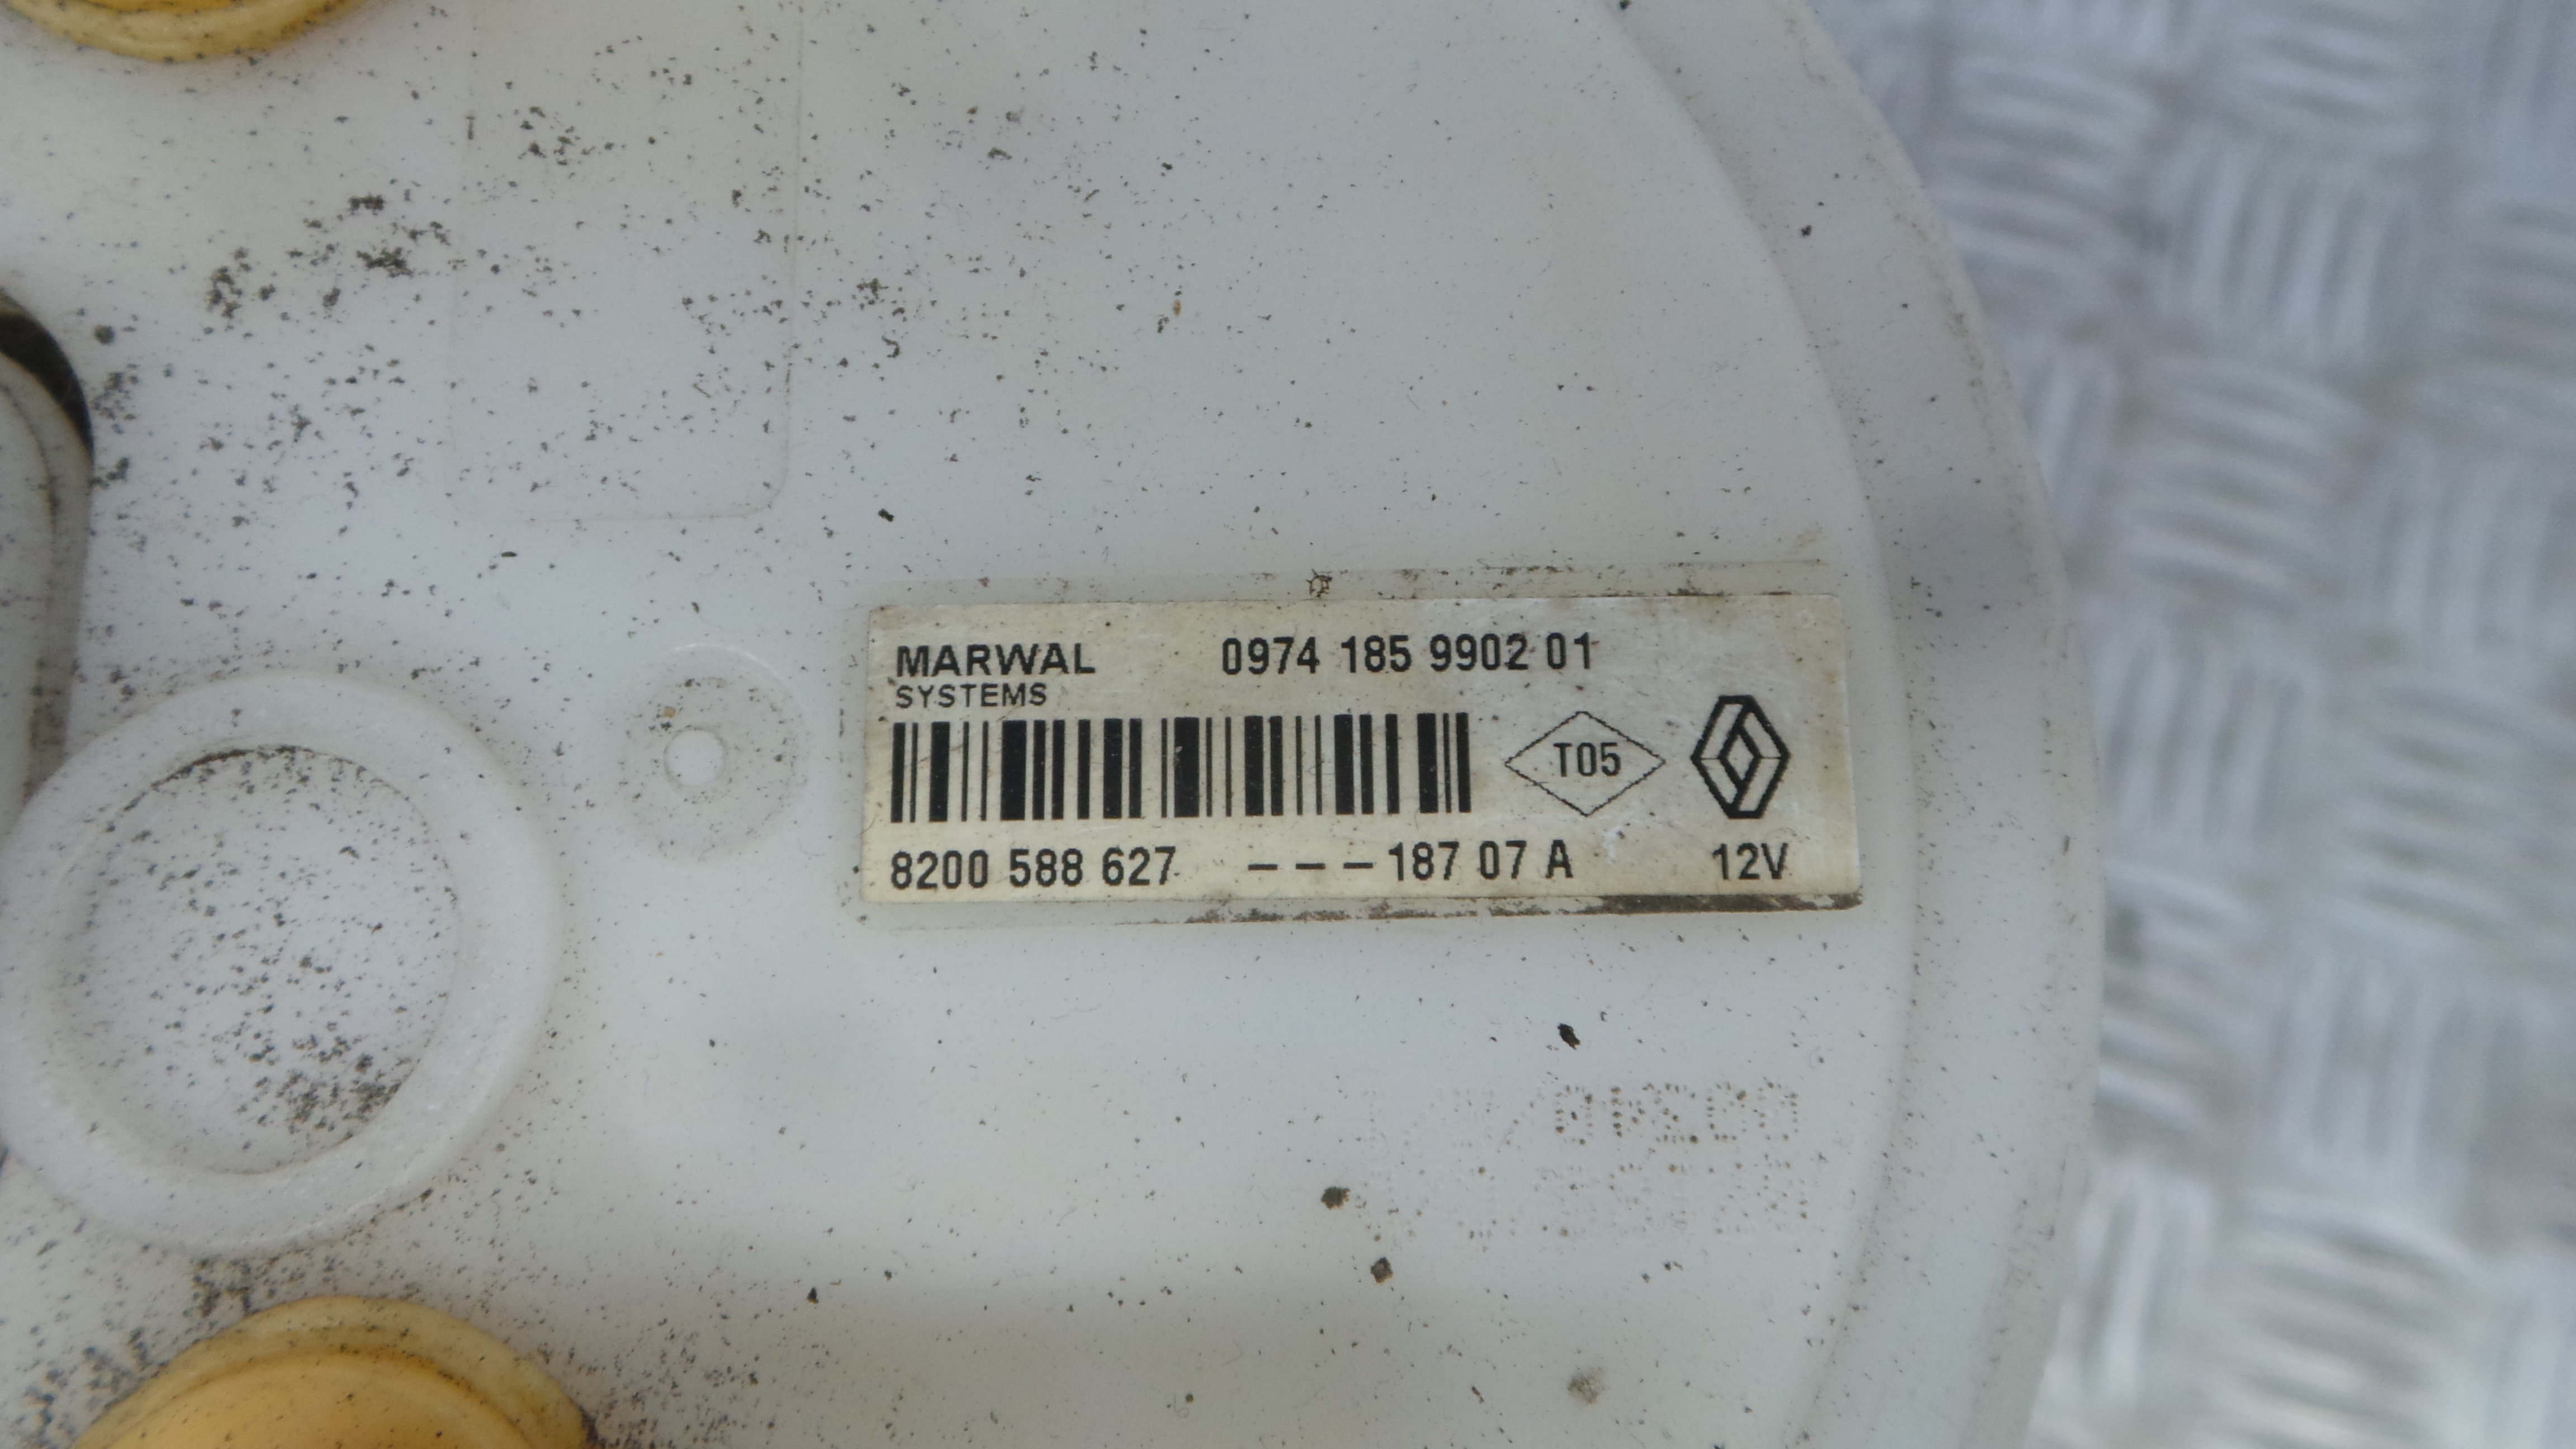 MARWAL 0974 185 9902 01
SYSTEMS
T05
8200 588 627 – – – 187 07 A 12V